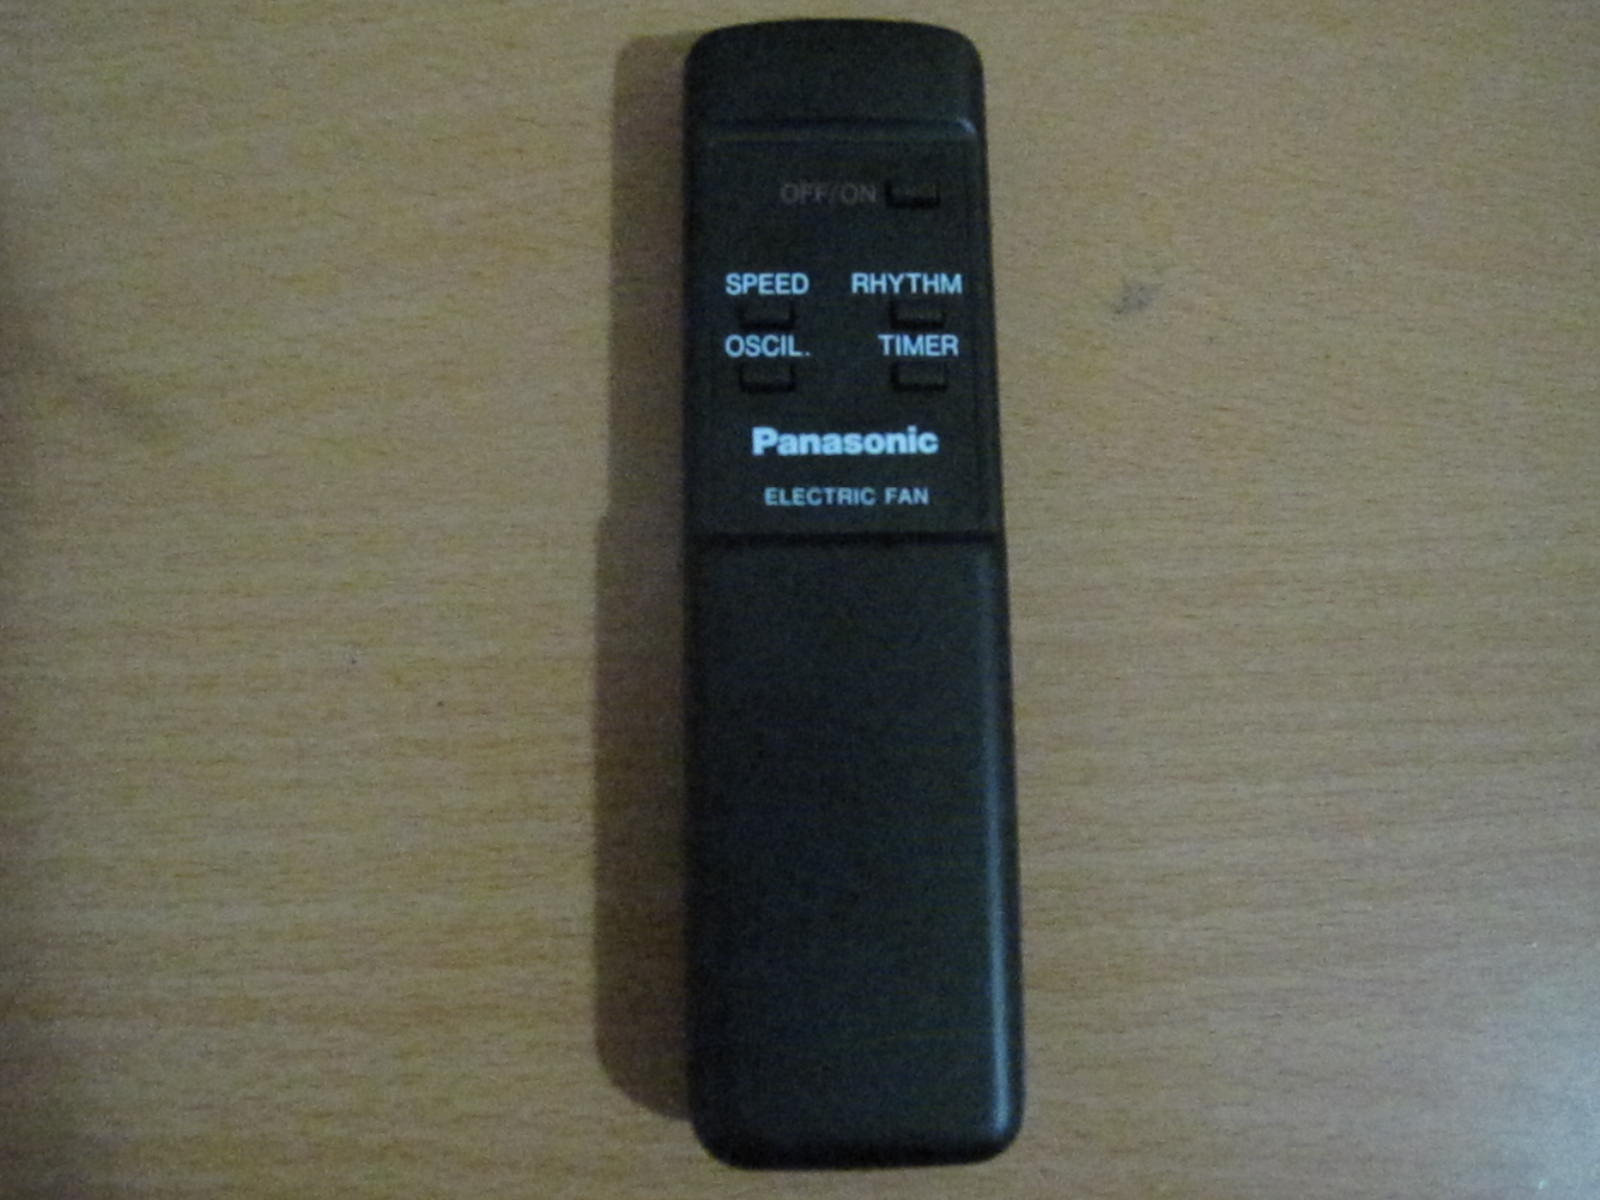 OFF/ON
SPEED RHYTHM
OSCIL. TIMER
Panasonic
ELECTRIC FAN